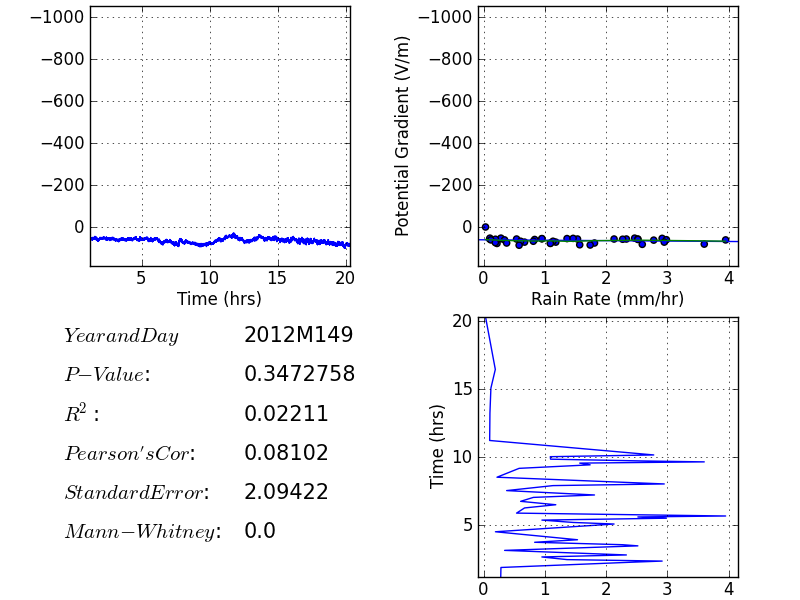 −1000
−800
−600
−400
−200
0
5 10 15 20
Time (hrs)
Potential Gradient (V/m)
−1000
−800
−600
−400
−200
0
0 1 2 3 4
Rain Rate (mm/hr)
YearandDay 2012M149
P−Value: 0.3472758
R²: 0.02211
Pearson'sCor: 0.08102
StandardError: 2.09422
Mann−Whitney: 0.0
Time (hrs)
20
15
10
5
0 1 2 3 4